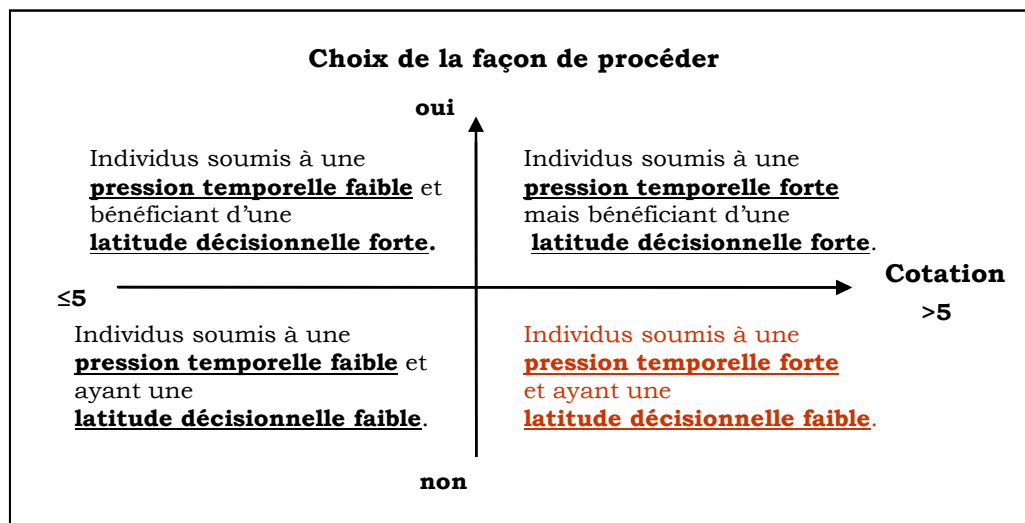 Choix de la façon de procéder
oui
Individus soumis à une
pression temporelle faible et
bénéficiant d’une
latitude décisionnelle forte.
Individus soumis à une
pression temporelle forte
mais bénéficiant d’une
latitude décisionnelle forte.
Cotation
≤5
>5
Individus soumis à une
pression temporelle faible et
ayant une
latitude décisionnelle faible.
Individus soumis à une
pression temporelle forte
et ayant une
latitude décisionnelle faible.
non